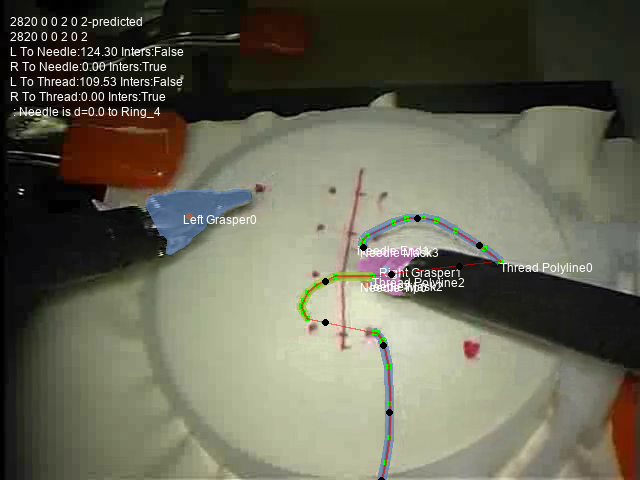 2820 0 0 2 0 2-predicted
2820 0 0 2 0 2
L To Needle:124.30 Inters:False
R To Needle:0.00 Inters:True
L To Thread:109.53 Inters:False
R To Thread:0.00 Inters:True
: Needle is d=0.0 to Ring_4
Left Grasper0
Needle Mask3
Right Grasper1
Thread Polyline0
Thread Polyline2